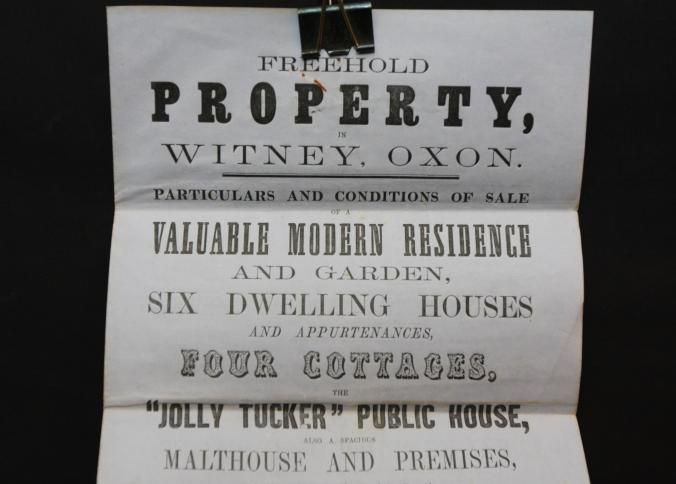 FREEHOLD
PROPERTY,
IN
WITNEY, OXON.
PARTICULARS AND CONDITIONS OF SALE
OF A
VALUABLE MODERN RESIDENCE
AND GARDEN,
SIX DWELLING HOUSES
AND APPURTENANCES,
FOUR COTTAGES,
THE
"JOLLY TUCKER" PUBLIC HOUSE,
ALSO A SPACIOUS
MALTHOUSE AND PREMISES,